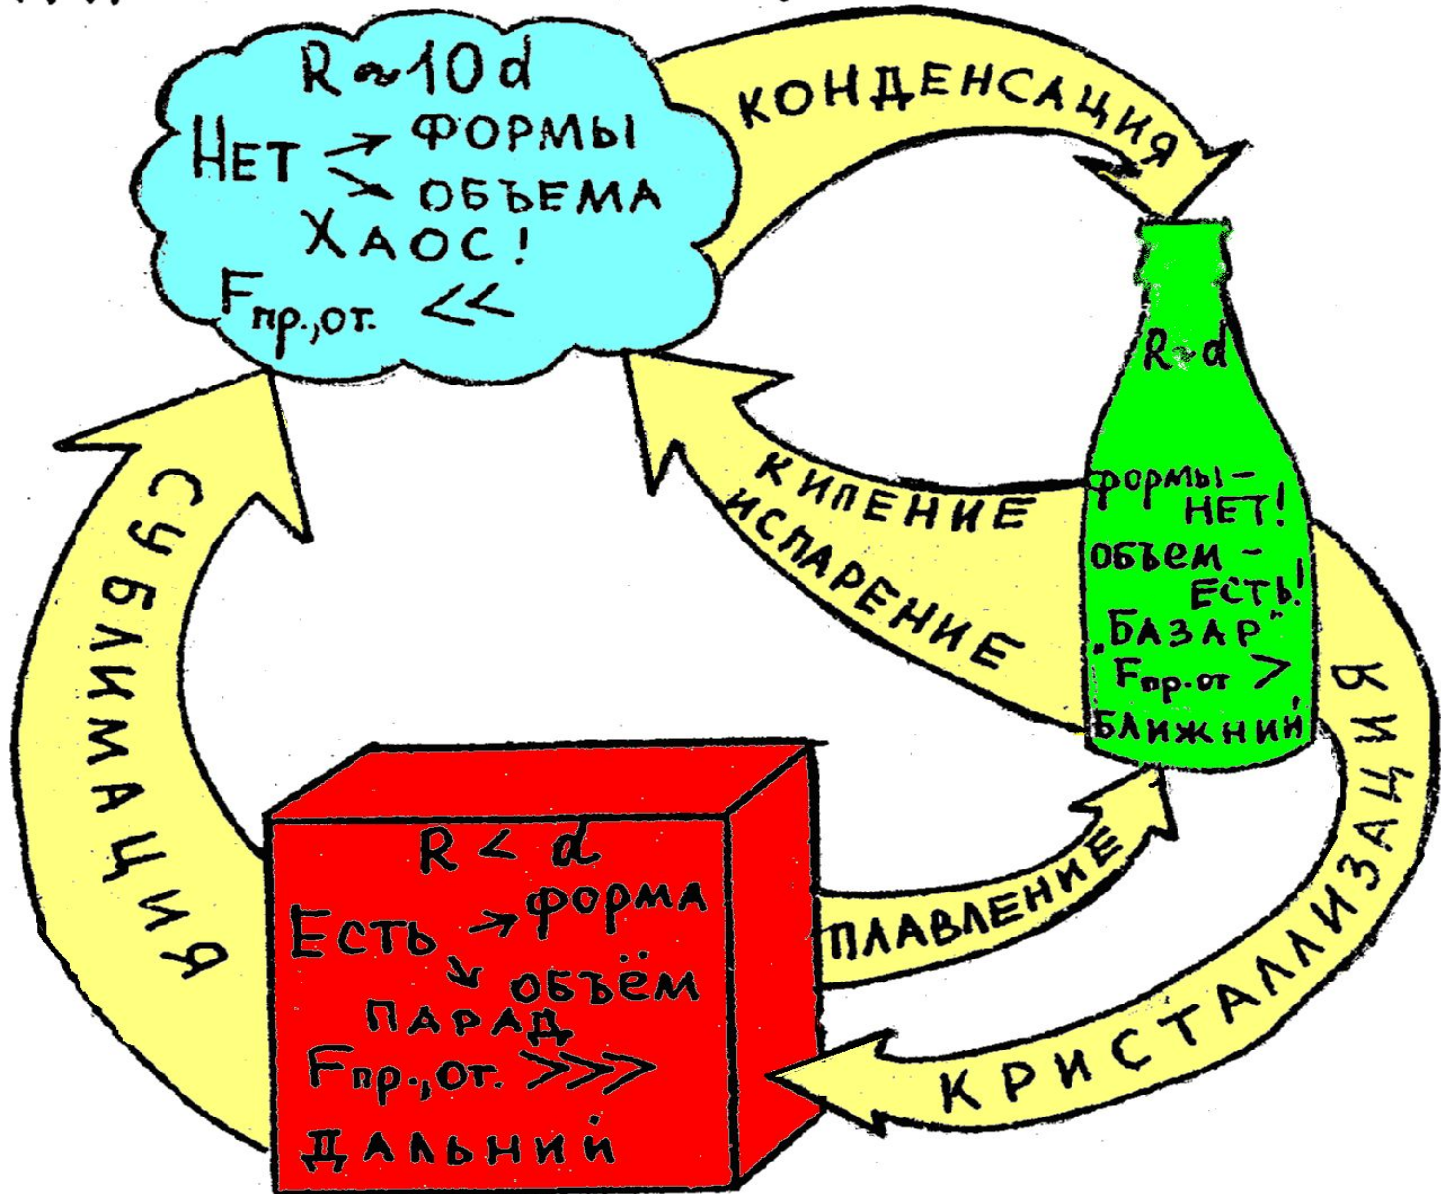 R ~ 10 d
НЕТ → ФОРМЫ
↘ ОБЪЕМА
ХАОС!
Fпр.,от. <<
КОНДЕНСАЦИЯ
R ~ d
формы –
НЕТ!
объем –
ЕСТЬ!
„БАЗАР"
Fпр.от >
БЛИЖНИЙ
КИПЕНИЕ
ИСПАРЕНИЕ
СУБЛИМАЦИЯ
R < d
ЕСТЬ → форма
↘ ОБЪЁМ
ПАРАД
Fпр.,от. >>>
ДАЛЬНИЙ
ПЛАВЛЕНИЕ
КРИСТАЛЛИЗАЦИЯ